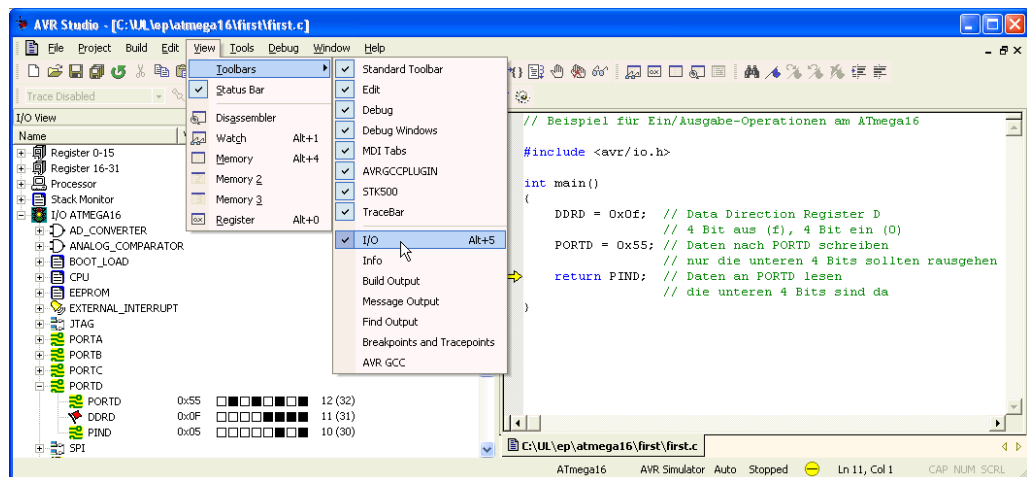 AVR Studio - [C:\UL\ep\atmega16\first\first.c]
File Project Build Edit View Tools Debug Window Help
Trace Disabled
I/O View
Name
Register 0-15
Register 16-31
Processor
Stack Monitor
I/O ATMEGA16
AD_CONVERTER
ANALOG_COMPARATOR
BOOT_LOAD
CPU
EEPROM
EXTERNAL_INTERRUPT
JTAG
PORTA
PORTB
PORTC
PORTD
PORTD 0x55 12 (32)
DDRD 0x0F 11 (31)
PIND 0x05 10 (30)
SPI
Toolbars
Status Bar
Disassembler
Watch Alt+1
Memory Alt+4
Memory 2
Memory 3
Register Alt+0
Standard Toolbar
Edit
Debug
Debug Windows
MDI Tabs
AVRGCCPLUGIN
STK500
TraceBar
I/O Alt+5
Info
Build Output
Message Output
Find Output
Breakpoints and Tracepoints
AVR GCC
// Beispiel für Ein/Ausgabe-Operationen am ATmega16
#include <avr/io.h>
int main()
{
DDRD = 0x0f; // Data Direction Register D
// 4 Bit aus (f), 4 Bit ein (0)
PORTD = 0x55; // Daten nach PORTD schreiben
// nur die unteren 4 Bits sollten rausgehen
return PIND; // Daten an PORTD lesen
// die unteren 4 Bits sind da
}
C:\UL\ep\atmega16\first\first.c
ATmega16 AVR Simulator Auto Stopped Ln 11, Col 1 CAP NUM SCRL